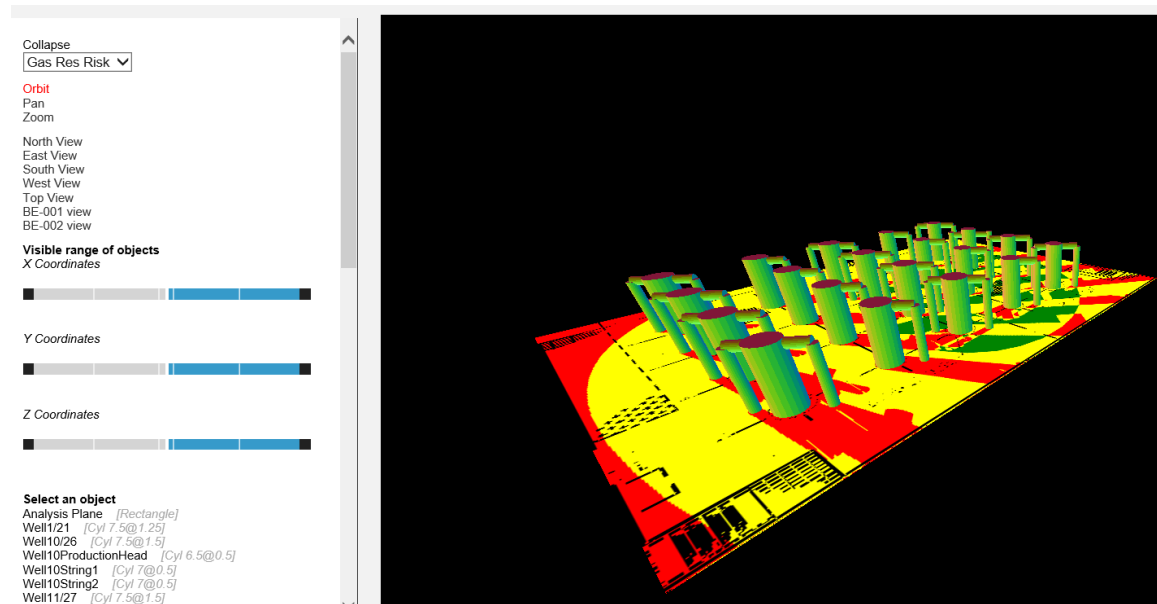 Collapse
Gas Res Risk
Orbit
Pan
Zoom
North View
East View
South View
West View
Top View
BE-001 view
BE-002 view
Visible range of objects
X Coordinates
Y Coordinates
Z Coordinates
Select an object
Analysis Plane [Rectangle]
Well1/21 [Cyl 7.5@1.25]
Well10/26 [Cyl 7.5@1.5]
Well10ProductionHead [Cyl 6.5@0.5]
Well10String1 [Cyl 7@0.5]
Well10String2 [Cyl 7@0.5]
Well11/27 [Cyl 7.5@1.5]